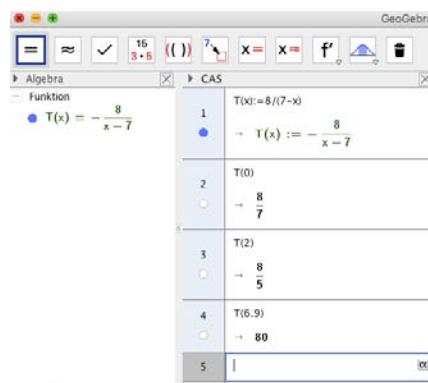 GeoGebra
= ≈ ✓ 15 3·5 (( )) 7 x = x ≈ f'
Algebra
CAS
Funktion
T(x) = − 8/(x − 7)
1
T(x):=8/(7-x)
→ T(x) := − 8/(x − 7)
2
T(0)
→ 8/7
3
T(2)
→ 8/5
4
T(6.9)
→ 80
5
α